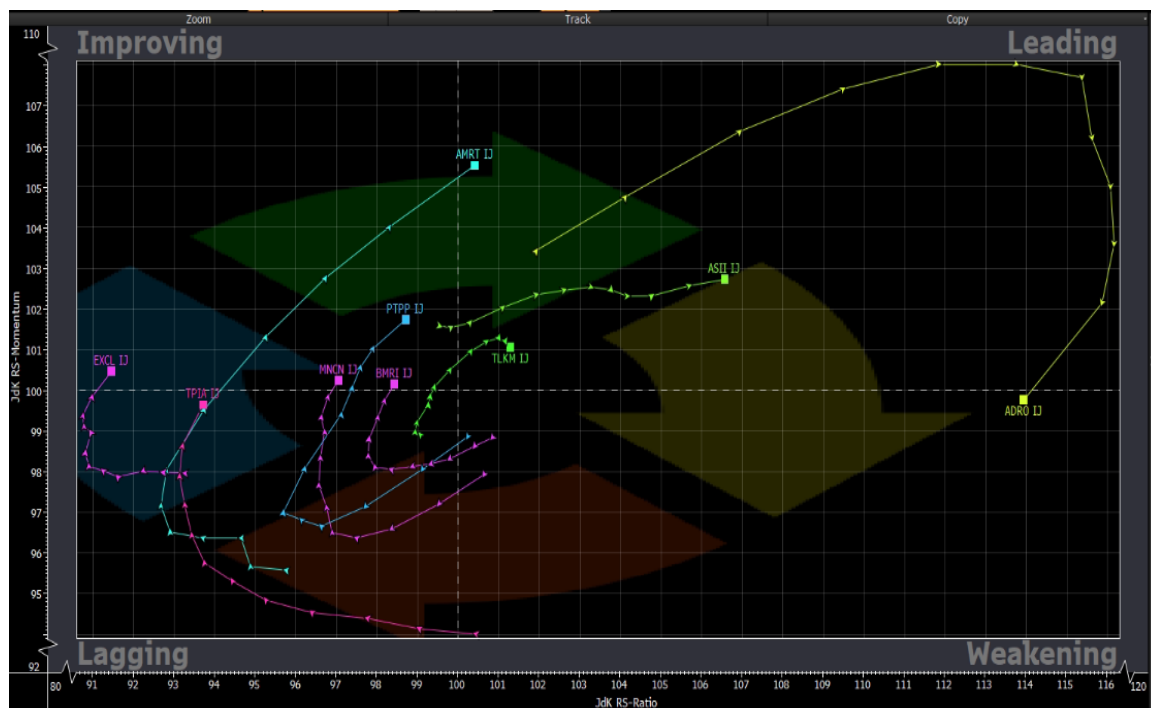 Zoom Track Copy
110
Improving Leading
107
106
AMRT IJ
105
104
103
ASII IJ
102
PTPP IJ
101
TLKM IJ
EXCL IJ
MNCN IJ BMRI IJ
100
TPIA IJ
ADRO IJ
99
98
97
96
95
JdK RS-Momentum
Lagging Weakening
92
80 91 92 93 94 95 96 97 98 99 100 101 102 103 104 105 106 107 108 109 110 111 112 113 114 115 116 120
JdK RS-Ratio